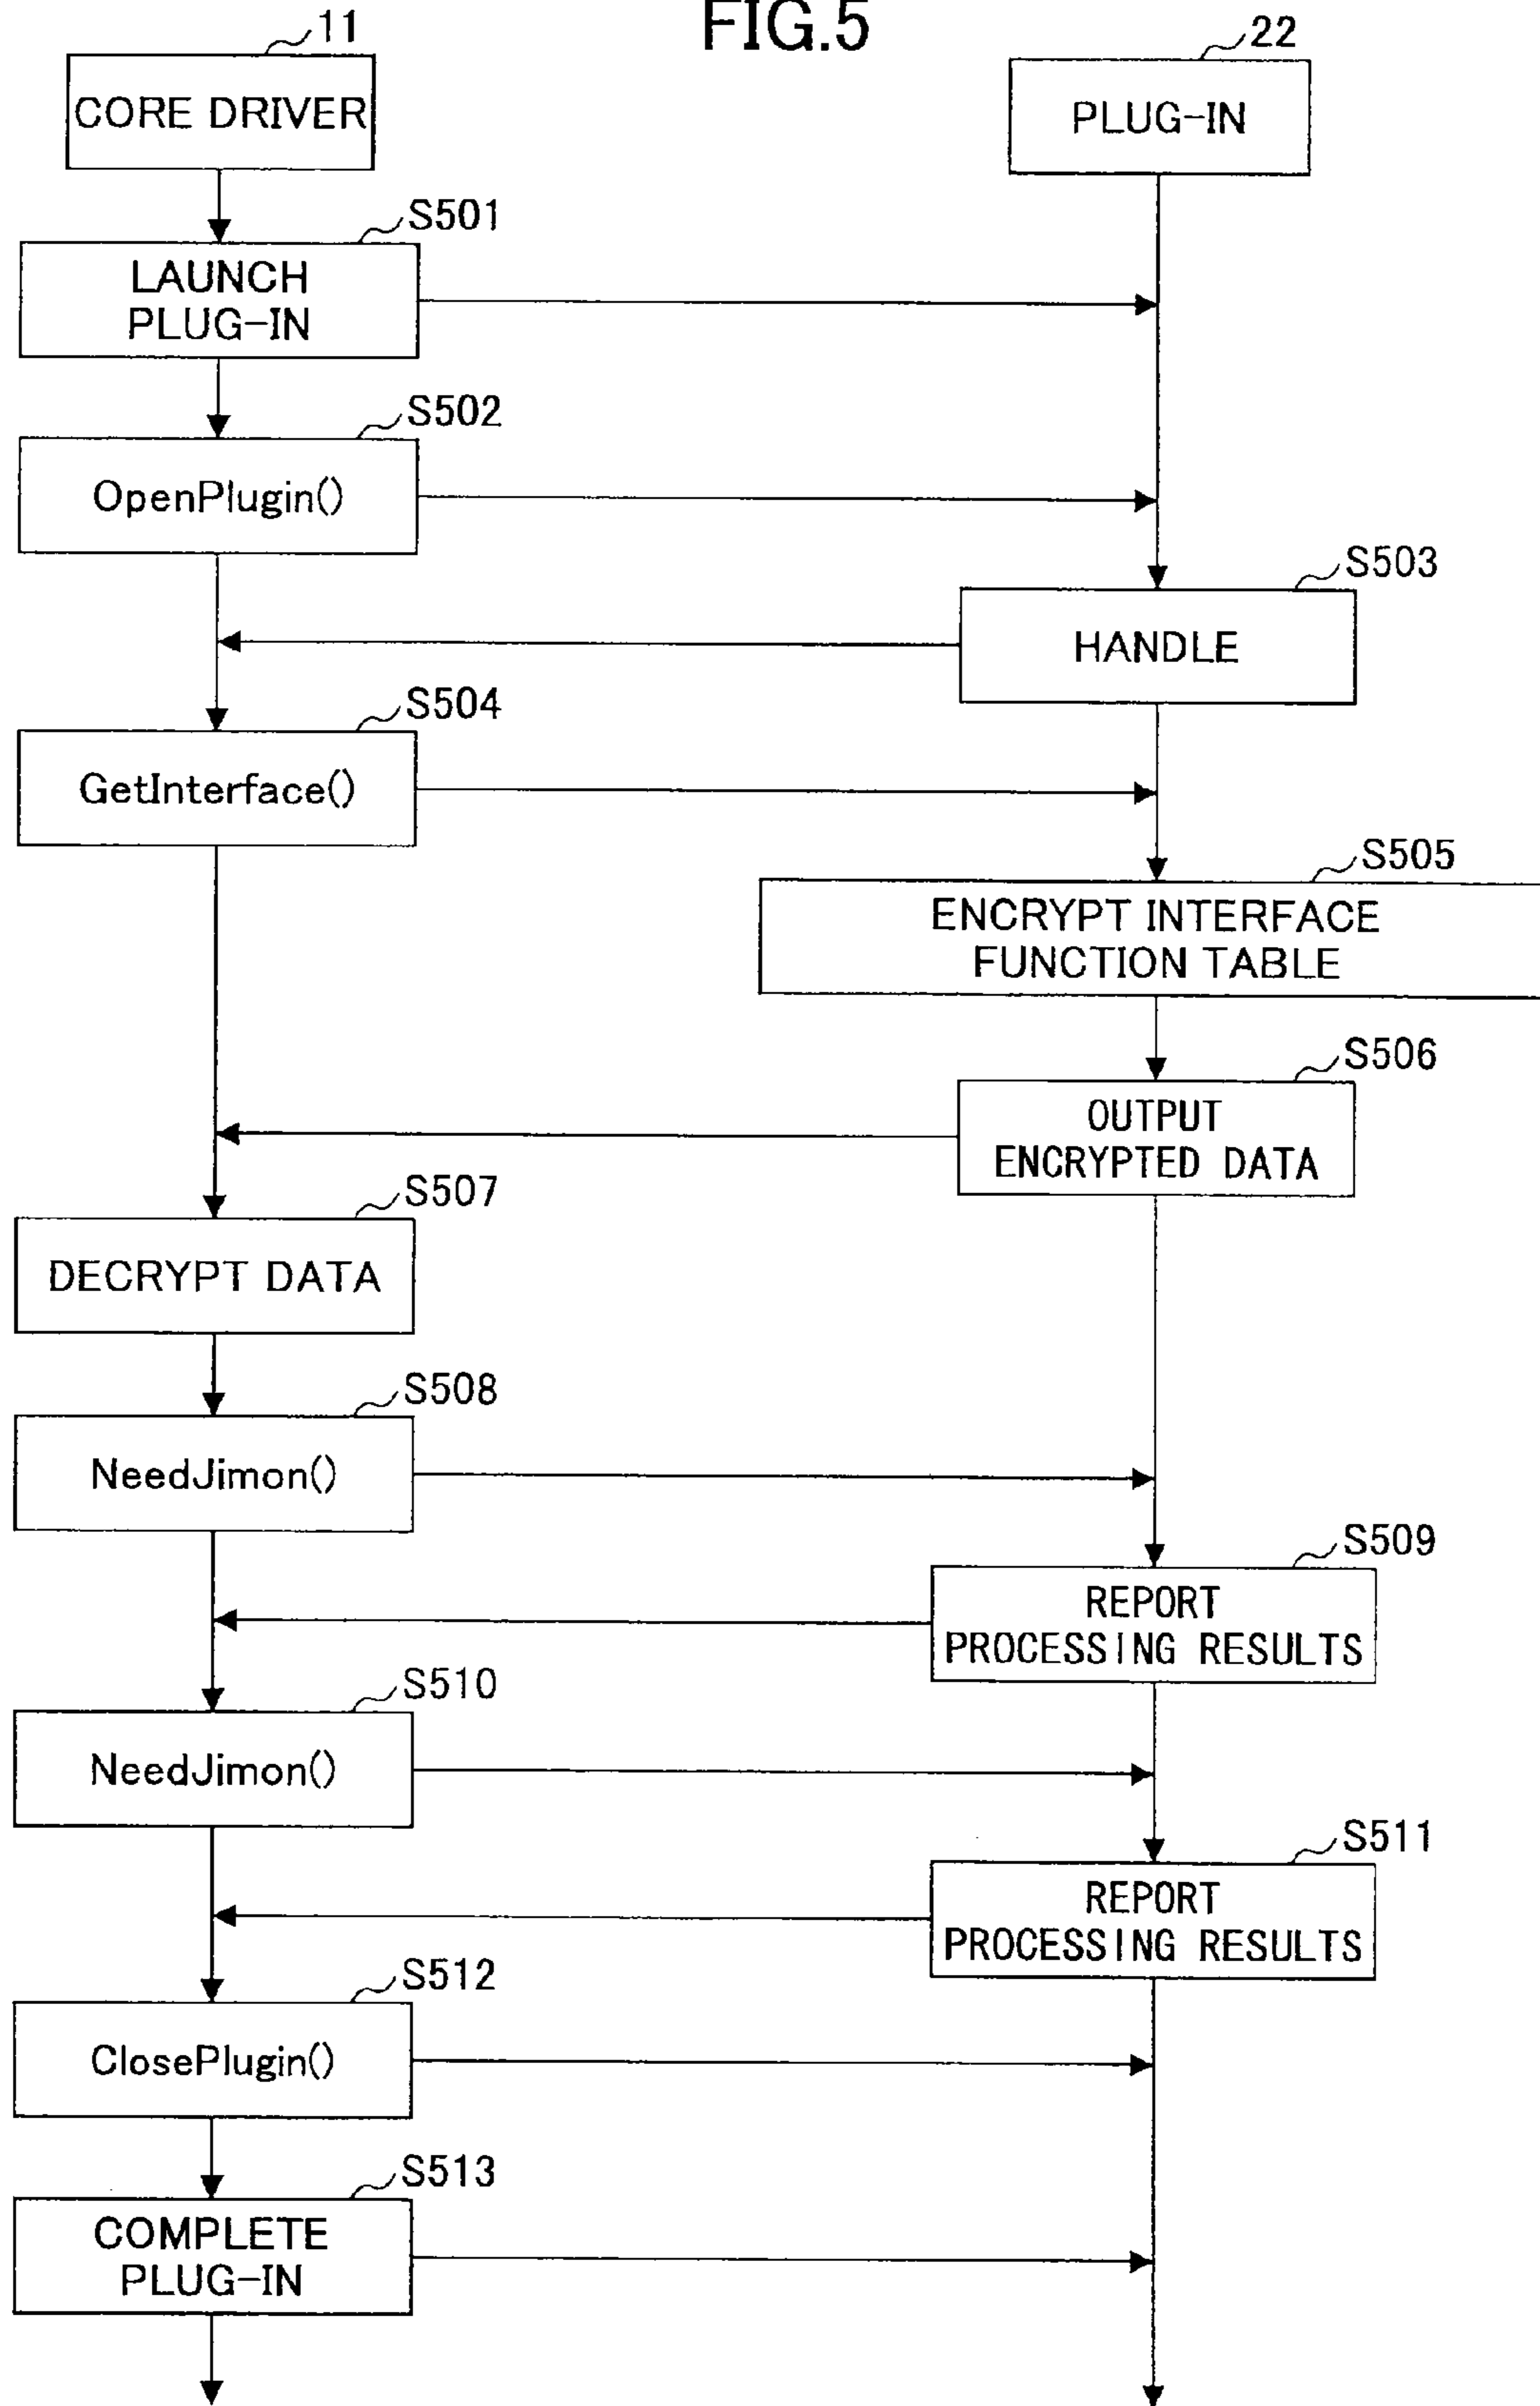 FIG.5
11
CORE DRIVER
22
PLUG-IN
S501
LAUNCH
PLUG-IN
S502
OpenPlugin()
S503
HANDLE
S504
GetInterface()
S505
ENCRYPT INTERFACE
FUNCTION TABLE
S506
OUTPUT
ENCRYPTED DATA
S507
DECRYPT DATA
S508
NeedJimon()
S509
REPORT
PROCESSING RESULTS
S510
NeedJimon()
S511
REPORT
PROCESSING RESULTS
S512
ClosePlugin()
S513
COMPLETE
PLUG-IN